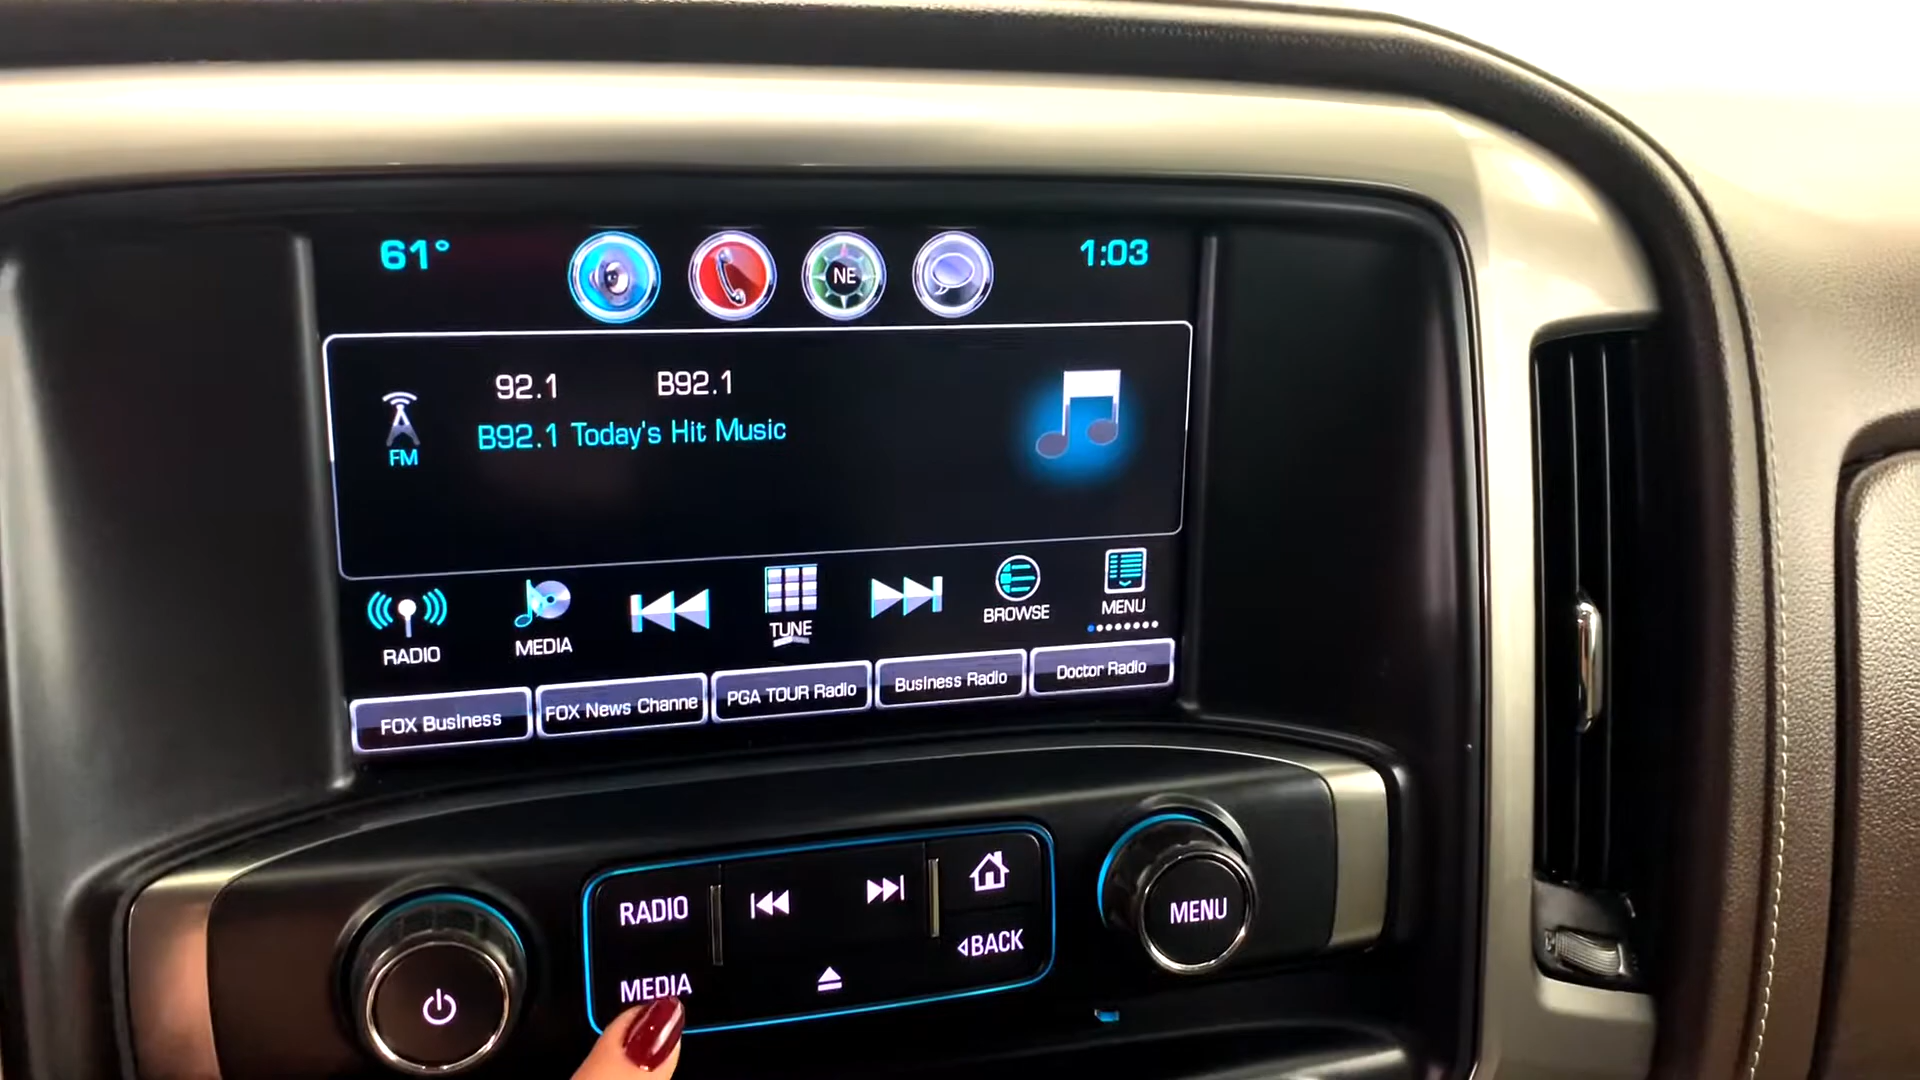 61° NE 1:03
92.1 B92.1
B92.1 Today's Hit Music
FM
RADIO MEDIA TUNE BROWSE MENU
FOX Business FOX News Channe PGA TOUR Radio Business Radio Doctor Radio
RADIO
MEDIA
◃BACK
MENU